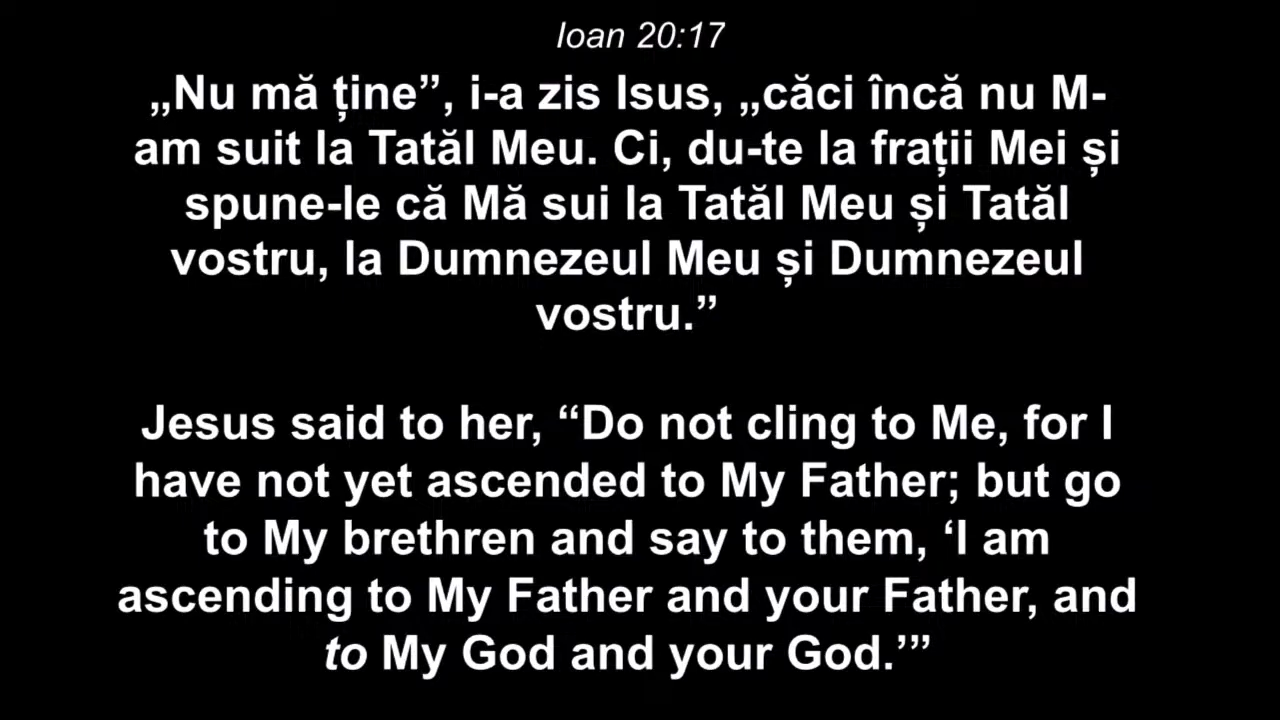 Ioan 20:17
„Nu mă ține”, i-a zis Isus, „căci încă nu M-
am suit la Tatăl Meu. Ci, du-te la frații Mei și
spune-le că Mă sui la Tatăl Meu și Tatăl
vostru, la Dumnezeul Meu și Dumnezeul
vostru.”
Jesus said to her, “Do not cling to Me, for I
have not yet ascended to My Father; but go
to My brethren and say to them, ‘I am
ascending to My Father and your Father, and
to My God and your God.’”